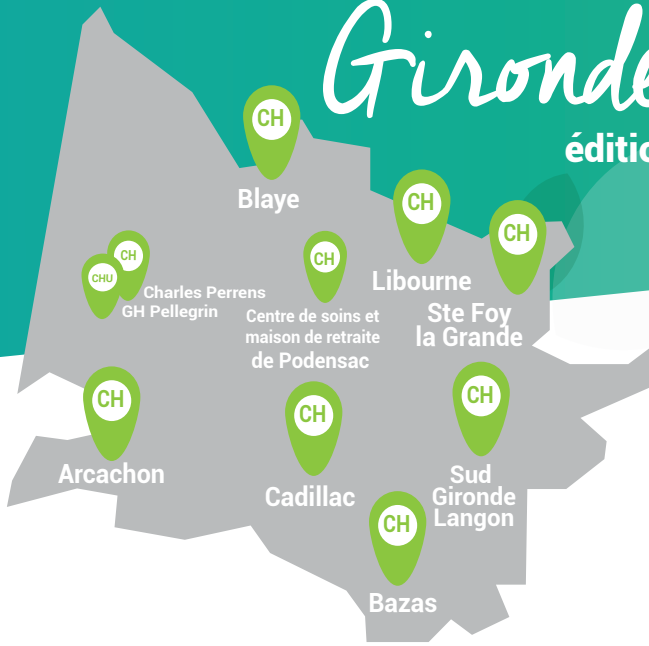 Gironde
éditio
CH
Blaye
CH
Libourne
CH
Ste Foy
la Grande
CH
CHU
Charles Perrens
GH Pellegrin
CH
Centre de soins et
maison de retraite
de Podensac
CH
Arcachon
CH
Cadillac
CH
Sud
Gironde
Langon
CH
Bazas